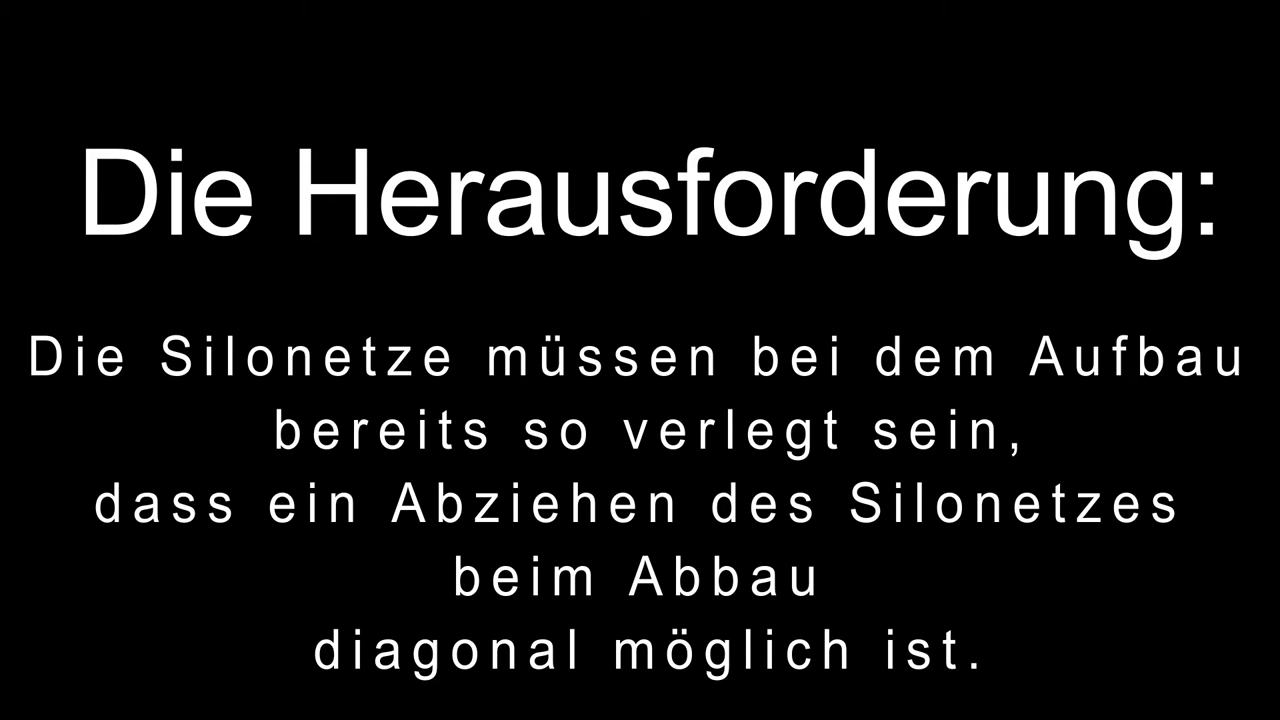 Die Herausforderung:
Die Silonetze müssen bei dem Aufbau
bereits so verlegt sein,
dass ein Abziehen des Silonetzes
beim Abbau
diagonal möglich ist.